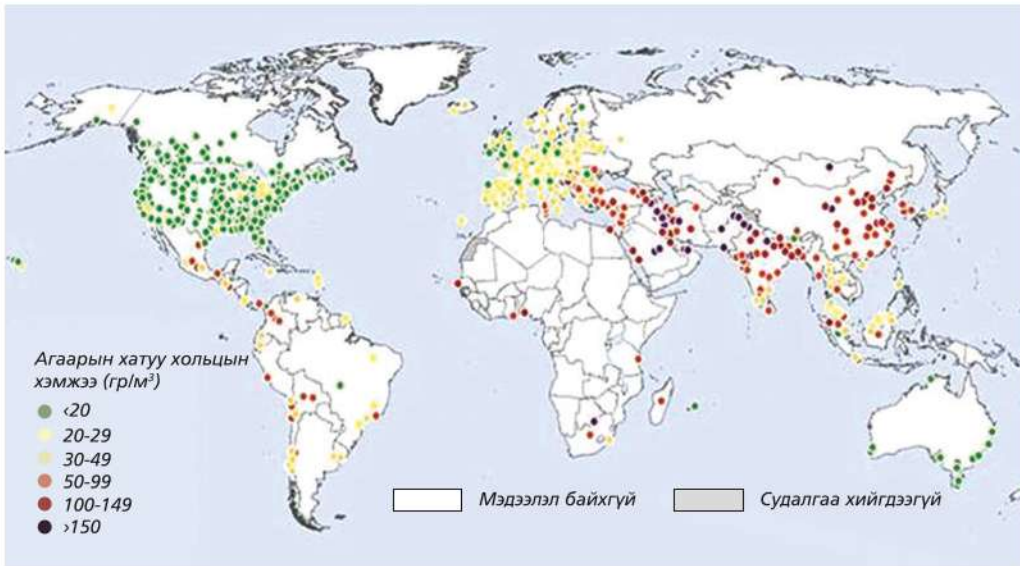 Агаарын хатуу хольцын
хэмжээ (гр/м³)
‹20
20-29
30-49
50-99
100-149
›150
Мэдээлэл байхгүй
Судалгаа хийгдээгүй